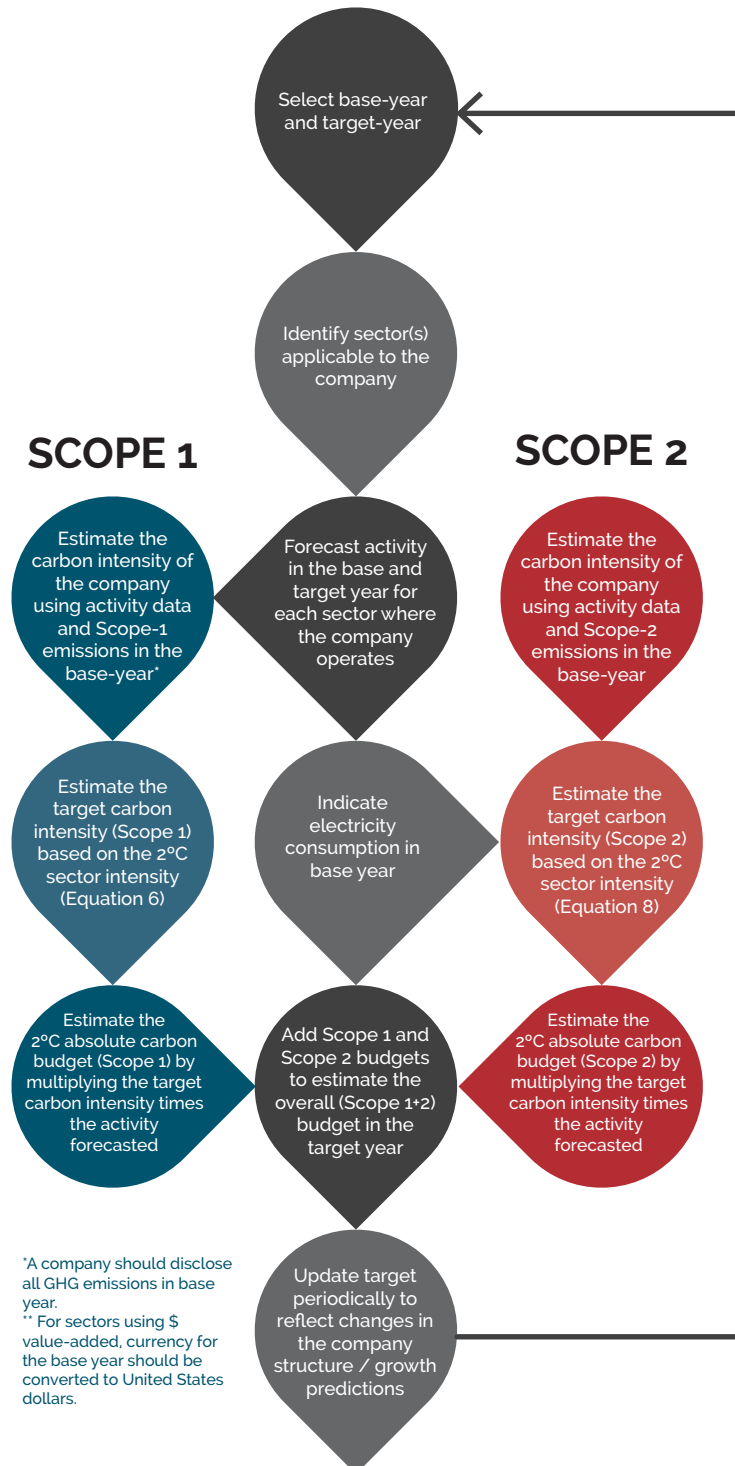 Select base-year
and target-year
Identify sector(s)
applicable to the
company
SCOPE 1
SCOPE 2
Estimate the
carbon intensity of
the company
using activity data
and Scope-1
emissions in the
base-year*
Forecast activity
in the base and
target year for
each sector where
the company
operates
Estimate the
carbon intensity of
the company
using activity data
and Scope-2
emissions in the
base-year
Estimate the
target carbon
intensity (Scope 1)
based on the 2ºC
sector intensity
(Equation 6)
Indicate
electricity
consumption in
base year
Estimate the
target carbon
intensity (Scope 2)
based on the 2ºC
sector intensity
(Equation 8)
Estimate the
2ºC absolute carbon
budget (Scope 1) by
multiplying the target
carbon intensity times
the activity
forecasted
Add Scope 1 and
Scope 2 budgets
to estimate the
overall (Scope 1+2)
budget in the
target year
Estimate the
2ºC absolute carbon
budget (Scope 2) by
multiplying the target
carbon intensity times
the activity
forecasted
*A company should disclose
all GHG emissions in base
year.
** For sectors using $
value-added, currency for
the base year should be
converted to United States
dollars.
Update target
periodically to
reflect changes in
the company
structure / growth
predictions